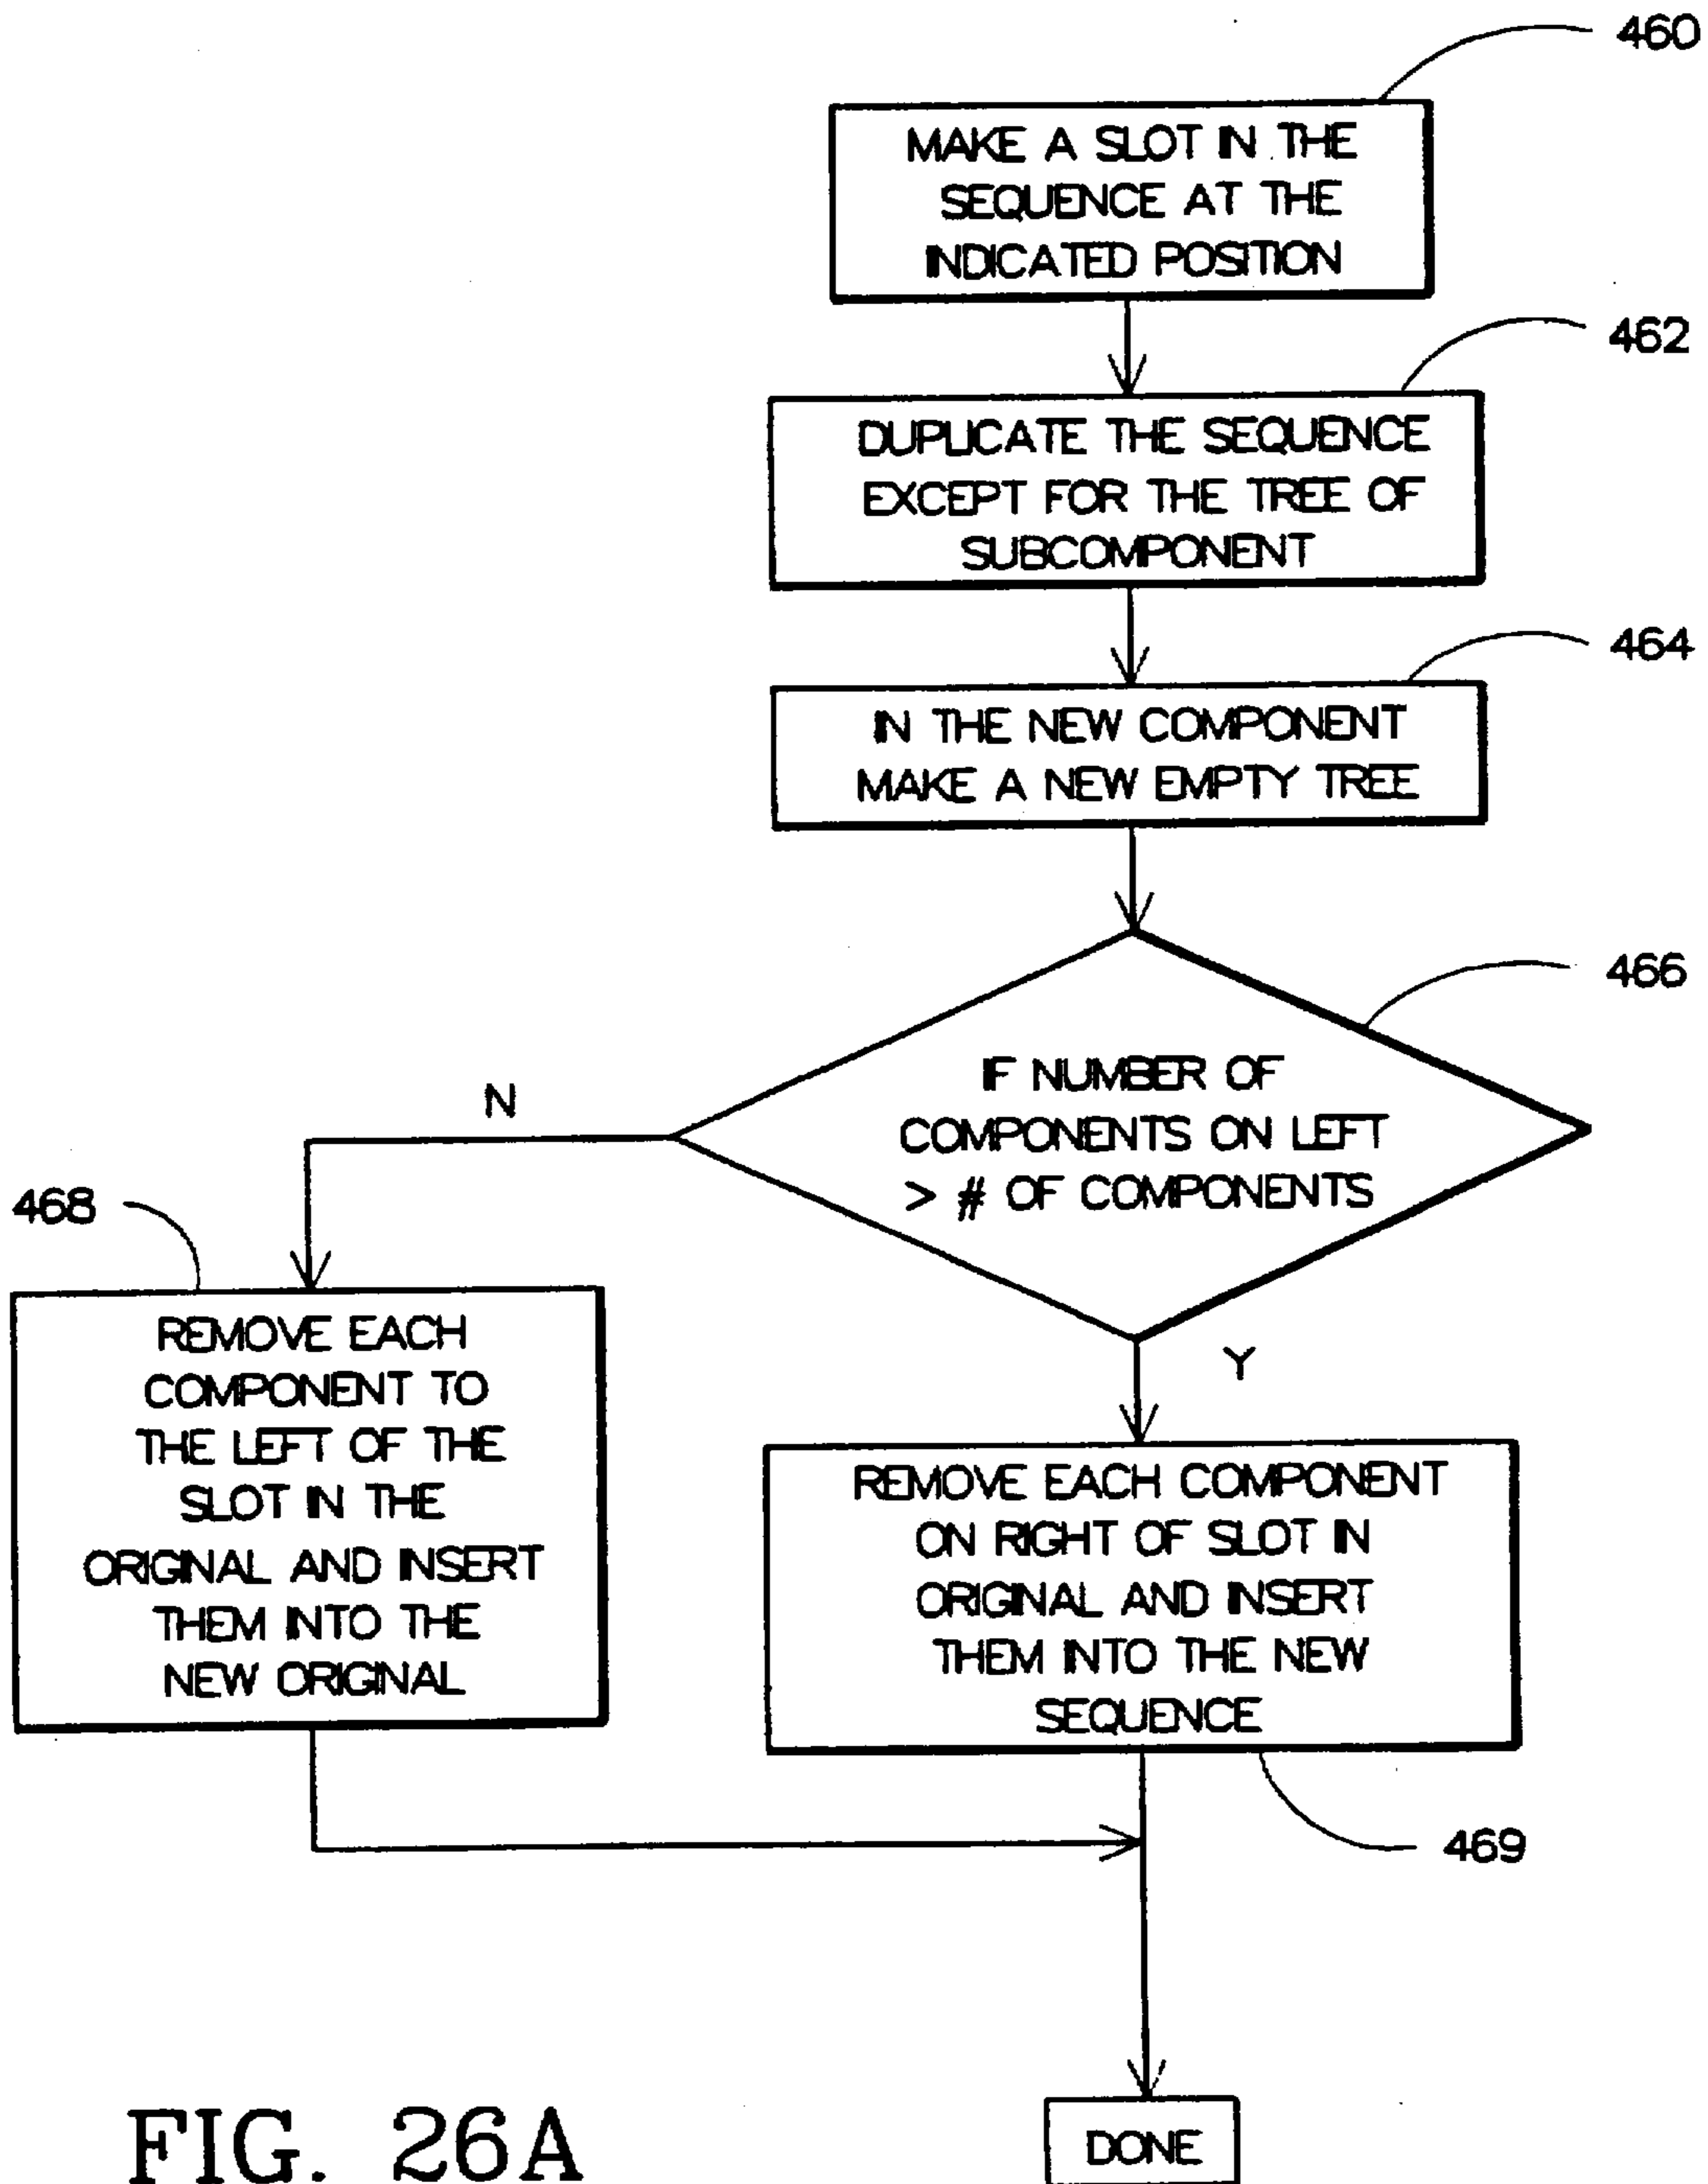 460
MAKE A SLOT IN THE
SEQUENCE AT THE
INDICATED POSITION
462
DUPLICATE THE SEQUENCE
EXCEPT FOR THE TREE OF
SUBCOMPONENT
464
IN THE NEW COMPONENT
MAKE A NEW EMPTY TREE
466
IF NUMBER OF
COMPONENTS ON LEFT
> # OF COMPONENTS
N
Y
468
REMOVE EACH
COMPONENT TO
THE LEFT OF THE
SLOT IN THE
ORIGINAL AND INSERT
THEM INTO THE
NEW ORIGINAL
REMOVE EACH COMPONENT
ON RIGHT OF SLOT IN
ORIGINAL AND INSERT
THEM INTO THE NEW
SEQUENCE
469
DONE
FIG. 26A